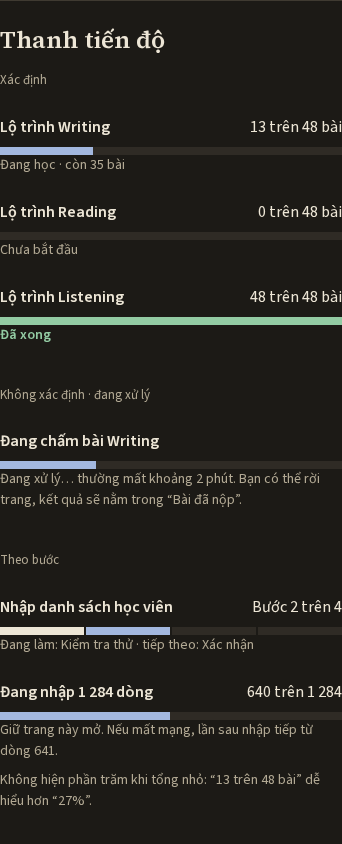 Thanh tiến độ
Xác định
Lộ trình Writing 13 trên 48 bài
Đang học · còn 35 bài
Lộ trình Reading 0 trên 48 bài
Chưa bắt đầu
Lộ trình Listening 48 trên 48 bài
Đã xong
Không xác định · đang xử lý
Đang chấm bài Writing
Đang xử lý… thường mất khoảng 2 phút. Bạn có thể rời
trang, kết quả sẽ nằm trong “Bài đã nộp”.
Theo bước
Nhập danh sách học viên Bước 2 trên 4
Đang làm: Kiểm tra thử · tiếp theo: Xác nhận
Đang nhập 1 284 dòng 640 trên 1 284
Giữ trang này mở. Nếu mất mạng, lần sau nhập tiếp từ
dòng 641.
Không hiện phần trăm khi tổng nhỏ: “13 trên 48 bài” dễ
hiểu hơn “27%”.